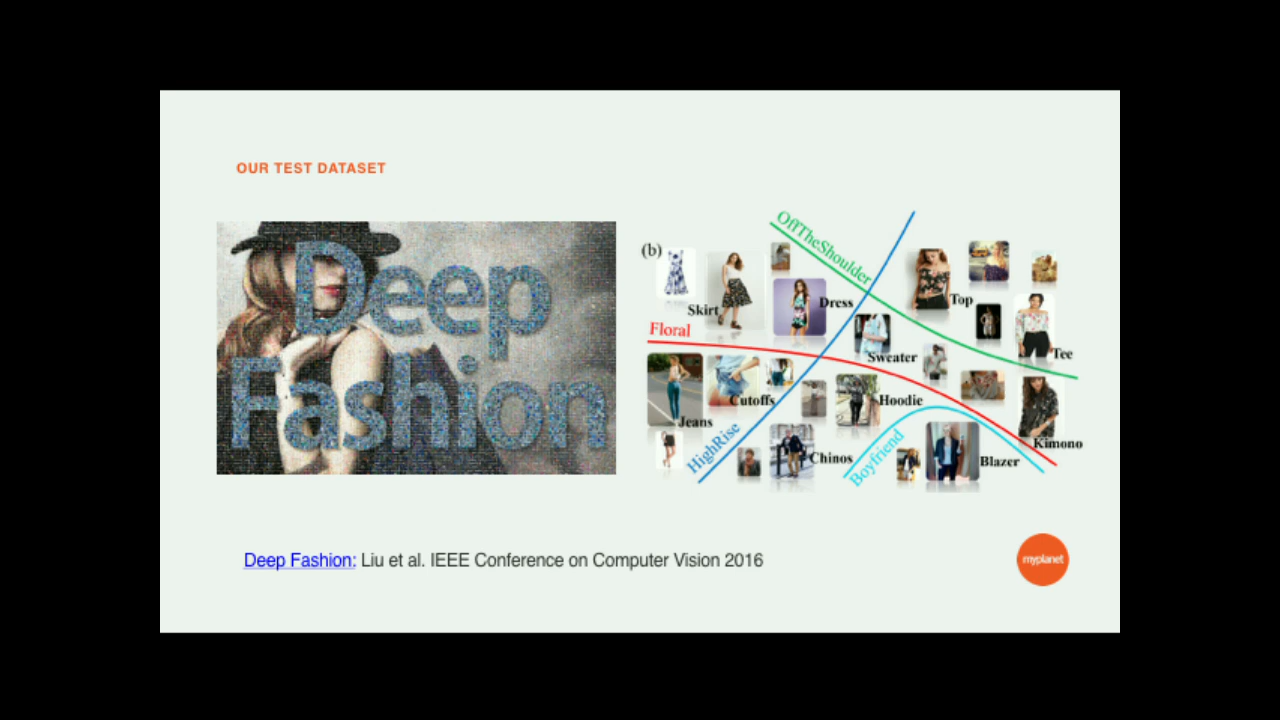 OUR TEST DATASET
Deep
Fashion
(b)
OffTheShoulder
Skirt
Dress
Top
Floral
Sweater
Tee
Cutoffs
Hoodie
Jeans
HighRise
Chinos
Boyfriend
Blazer
Kimono
Deep Fashion: Liu et al. IEEE Conference on Computer Vision 2016
myplanet